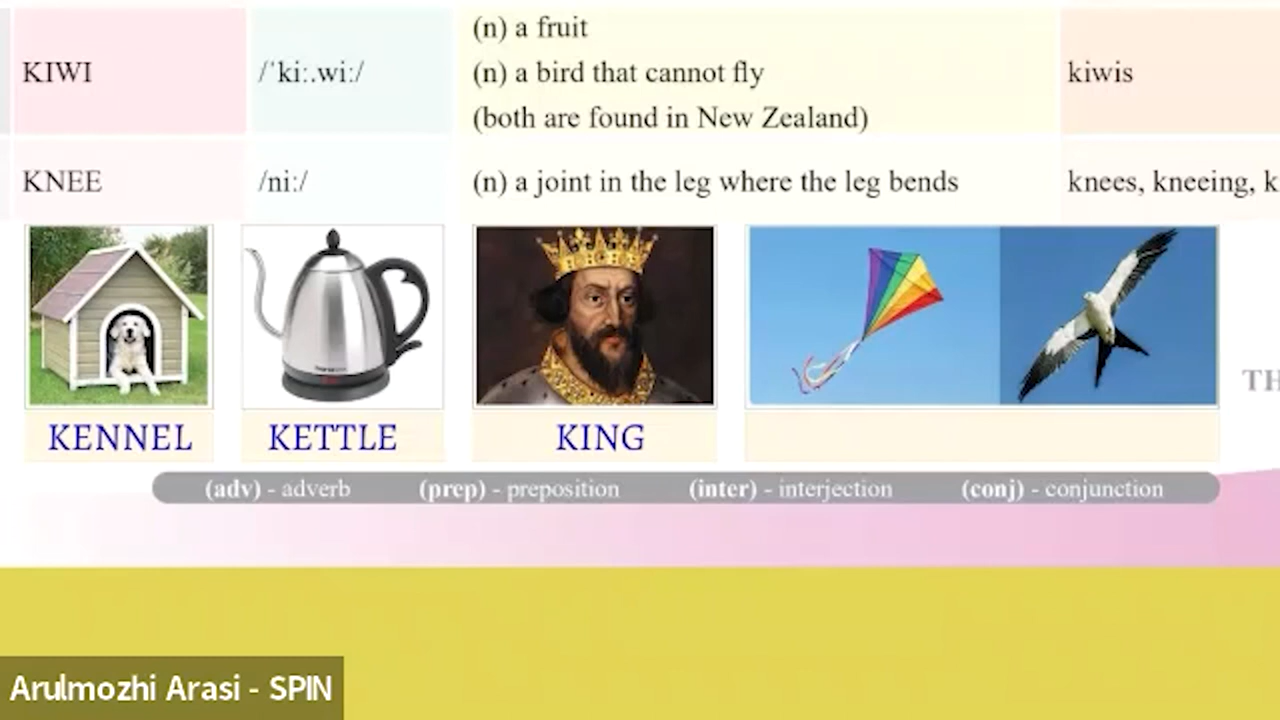 (n) a fruit
KIWI /ˈkiː.wiː/ (n) a bird that cannot fly kiwis
(both are found in New Zealand)
KNEE /niː/ (n) a joint in the leg where the leg bends knees, kneeing, k
TH
KENNEL KETTLE KING
(adv) - adverb (prep) - preposition (inter) - interjection (conj) - conjunction
Arulmozhi Arasi - SPIN